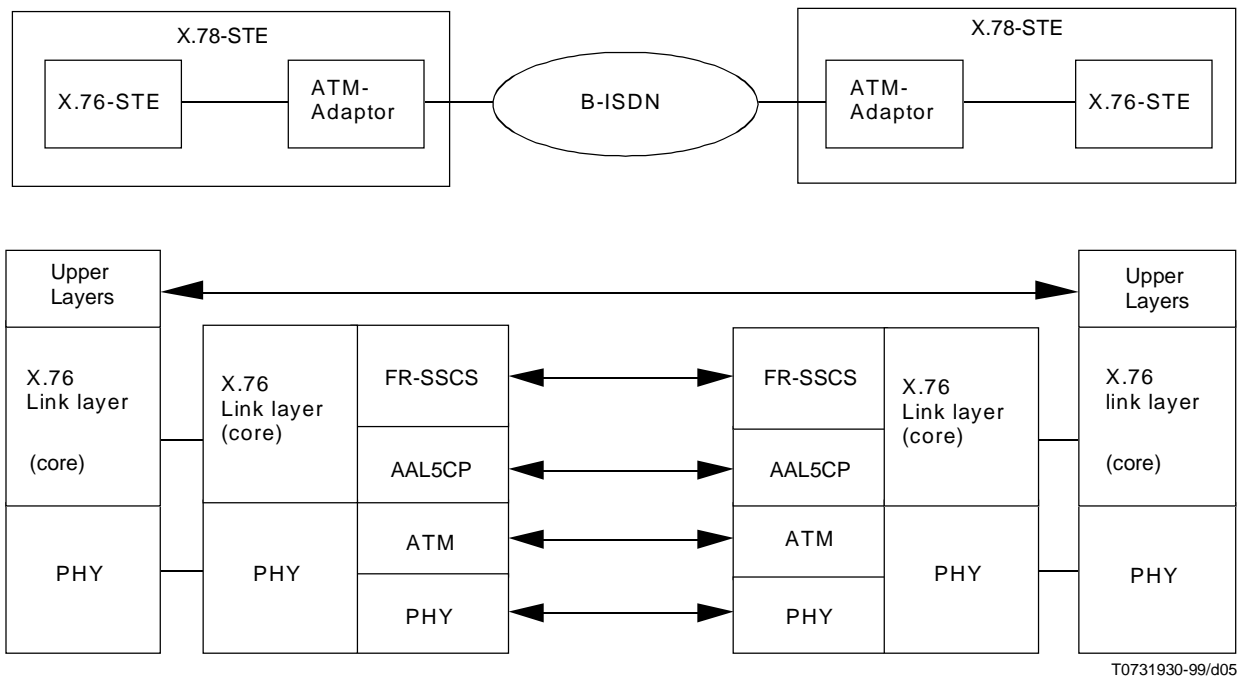 X.78-STE
X.76-STE
ATM-
Adaptor
B-ISDN
X.78-STE
ATM-
Adaptor
X.76-STE
Upper
Layers
X.76
Link layer
(core)
PHY
X.76
Link layer
(core)
PHY
FR-SSCS
AAL5CP
ATM
PHY
FR-SSCS
AAL5CP
ATM
PHY
X.76
Link layer
(core)
PHY
Upper
Layers
X.76
link layer
(core)
PHY
T0731930-99/d05